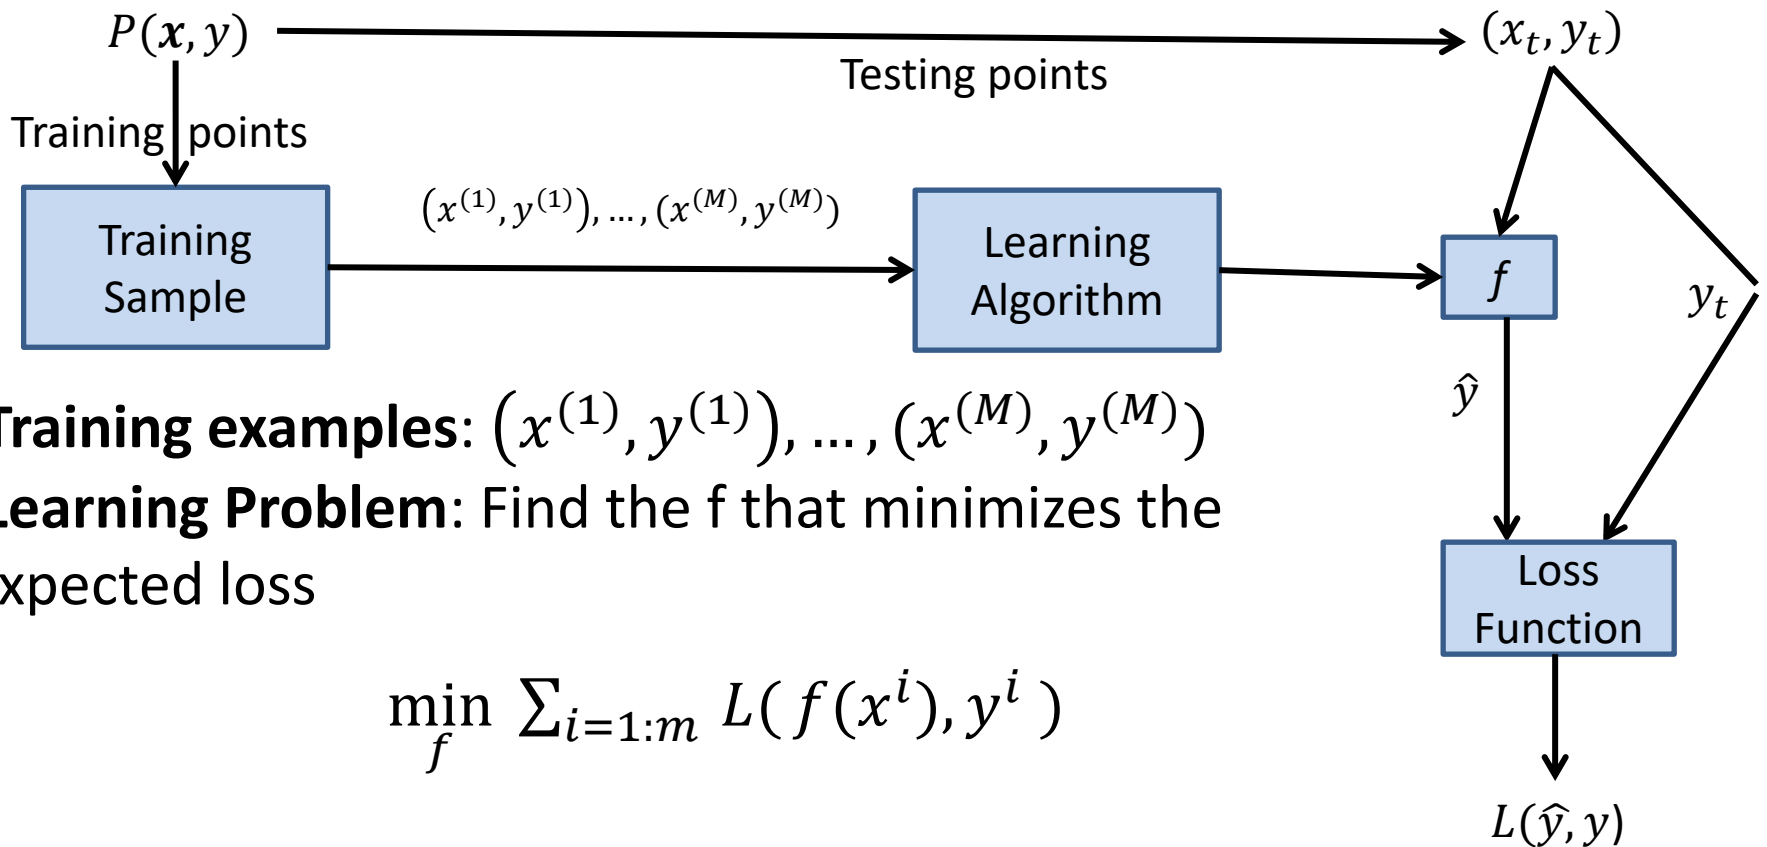 P(x, y)
(x_t, y_t)
Testing points
Training points
(x^{(1)}, y^{(1)}), ... , (x^{(M)}, y^{(M)})
Training
Sample
Learning
Algorithm
f
y_t
ŷ
raining examples: (x^{(1)}, y^{(1)}), ... , (x^{(M)}, y^{(M)})
earning Problem: Find the f that minimizes the
xpected loss
Loss
Function
min_f ∑_{i=1:m} L( f(x^i), y^i )
L(ŷ, y)